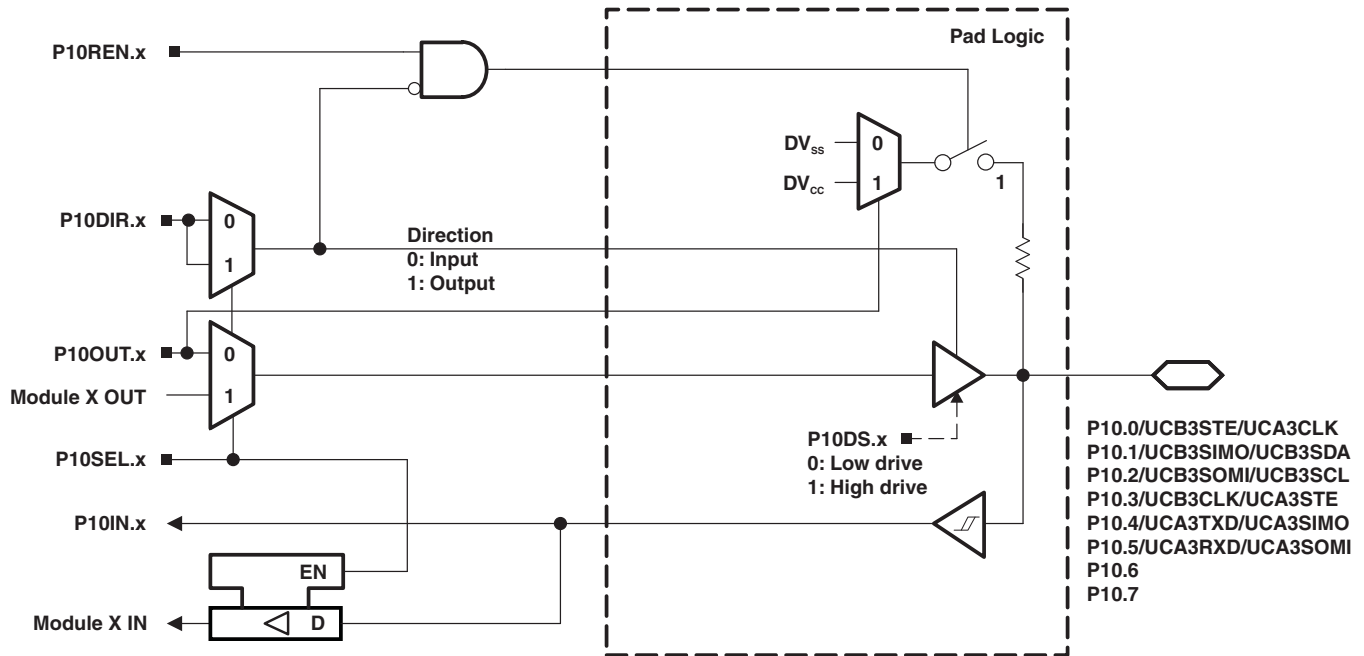 Pad Logic
P10REN.x
DVss
0
DVcc
1
1
P10DIR.x
0
1
Direction
0: Input
1: Output
P10OUT.x
0
Module X OUT
1
P10DS.x
0: Low drive
1: High drive
P10SEL.x
P10IN.x
EN
Module X IN
D
P10.0/UCB3STE/UCA3CLK
P10.1/UCB3SIMO/UCB3SDA
P10.2/UCB3SOMI/UCB3SCL
P10.3/UCB3CLK/UCA3STE
P10.4/UCA3TXD/UCA3SIMO
P10.5/UCA3RXD/UCA3SOMI
P10.6
P10.7